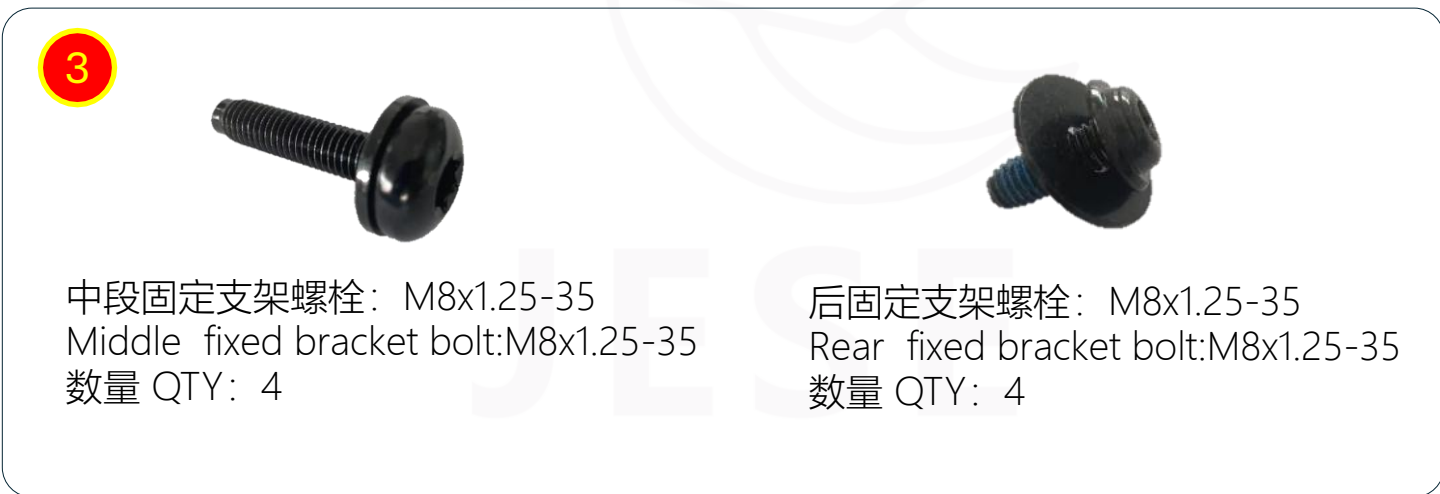 3
中段固定支架螺栓：M8x1.25-35
Middle  fixed bracket bolt:M8x1.25-35
数量 QTY：4
后固定支架螺栓：M8x1.25-35
Rear  fixed bracket bolt:M8x1.25-35
数量 QTY：4
JESE